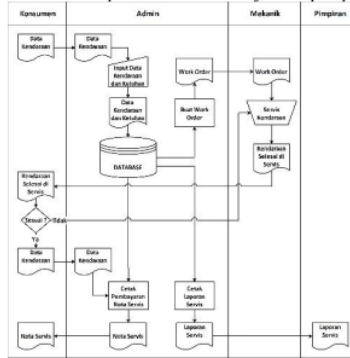 Konsumen
Admin
Mekanik
Pimpinan
Data
Kendaraan
Data
Kendaraan
Input Data
Kendaraan
dan Keluhan
Work Order
Work Order
Data
Kendaraan
dan Keluhan
Buat Work
Order
Servis
Kendaraan
DATABASE
Kendaraan
Selesai di
Servis
Kendaraan
Selesai di
Servis
Sesuai ?
Tidak
Ya
Data
Kendaraan
Data
Kendaraan
Cetak
Pembayaran
Nota Servis
Cetak
Laporan
Servis
Nota Servis
Nota Servis
Laporan
Servis
Laporan
Servis